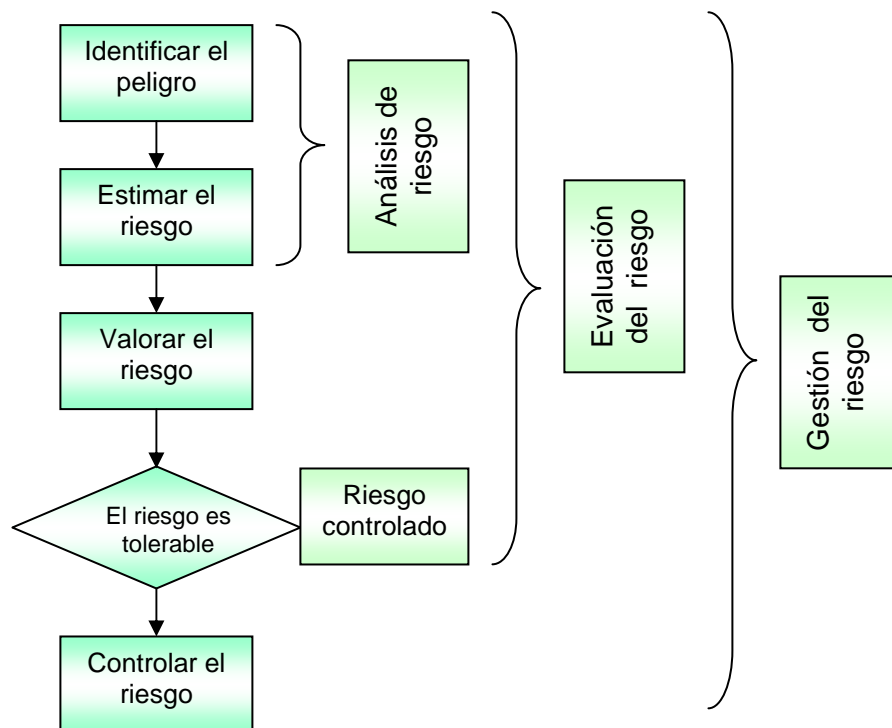 Identificar el
peligro
Estimar el
riesgo
Análisis de
riesgo
Valorar el
riesgo
Evaluación
del riesgo
Gestión del
riesgo
El riesgo es
tolerable
Riesgo
controlado
Controlar el
riesgo